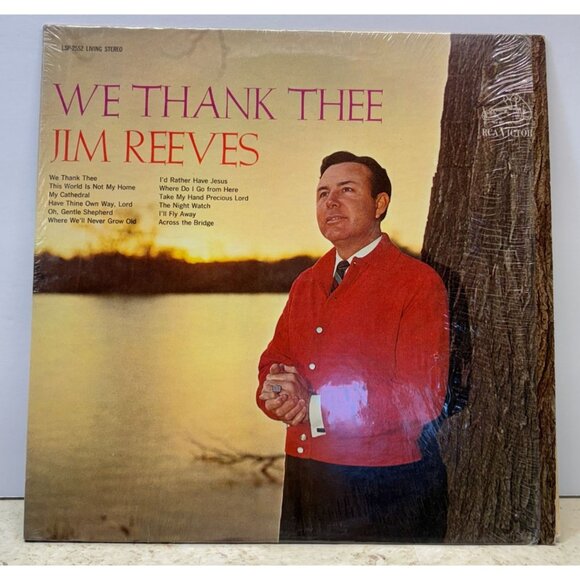 LSP-2552 LIVING STEREO
WE THANK THEE
JIM REEVES
We Thank Thee
This World Is Not My Home
My Cathedral
Have Thine Own Way, Lord
Oh, Gentle Shepherd
Where We'll Never Grow Old
I'd Rather Have Jesus
Where Do I Go from Here
Take My Hand Precious Lord
The Night Watch
I'll Fly Away
Across the Bridge
RCA VICTOR